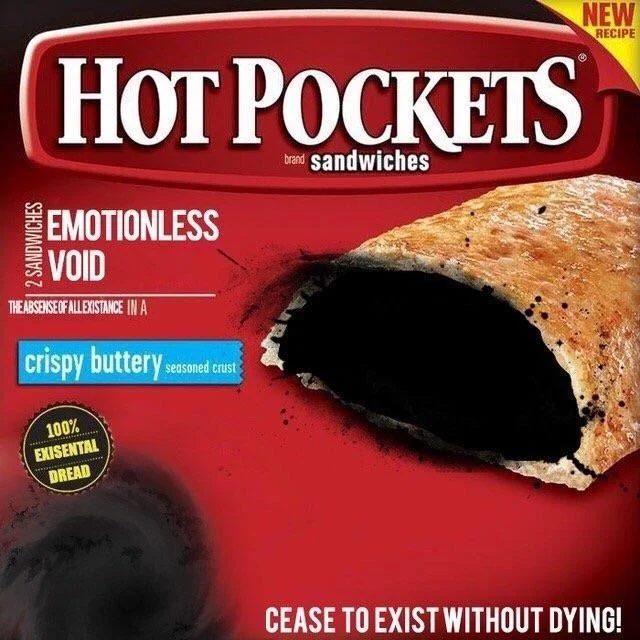 NEW
RECIPE
HOT POCKETS®
brand sandwiches
2 SANDWICHES
EMOTIONLESS
VOID
THE ABSENSE OF ALL EXISTANCE IN A
crispy buttery seasoned crust
100%
EXISENTAL
DREAD
CEASE TO EXIST WITHOUT DYING!